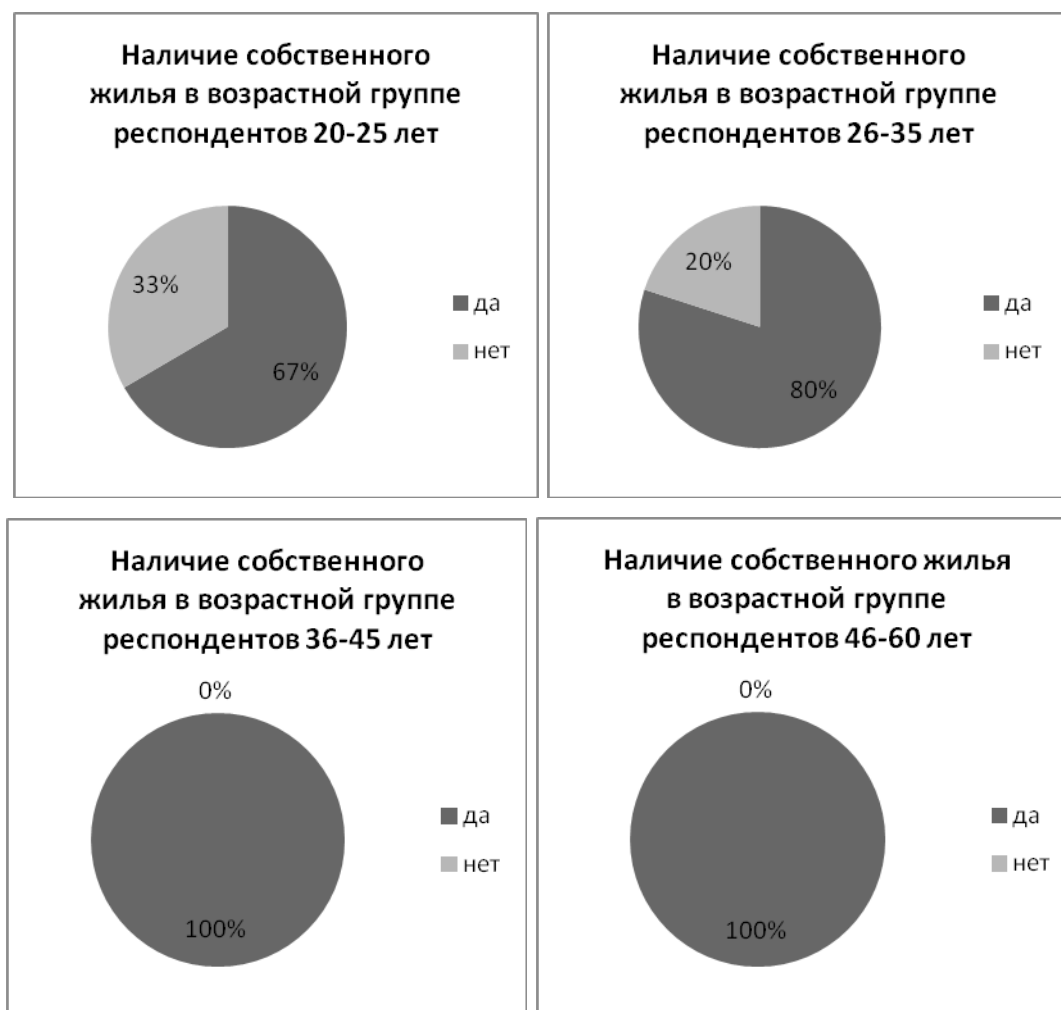 Наличие собственного
жилья в возрастной группе
респондентов 20-25 лет
33%
67%
да
нет
Наличие собственного
жилья в возрастной группе
респондентов 26-35 лет
20%
80%
да
нет
Наличие собственного
жилья в возрастной группе
респондентов 36-45 лет
0%
100%
да
нет
Наличие собственного жилья
в возрастной группе
респондентов 46-60 лет
0%
100%
да
нет